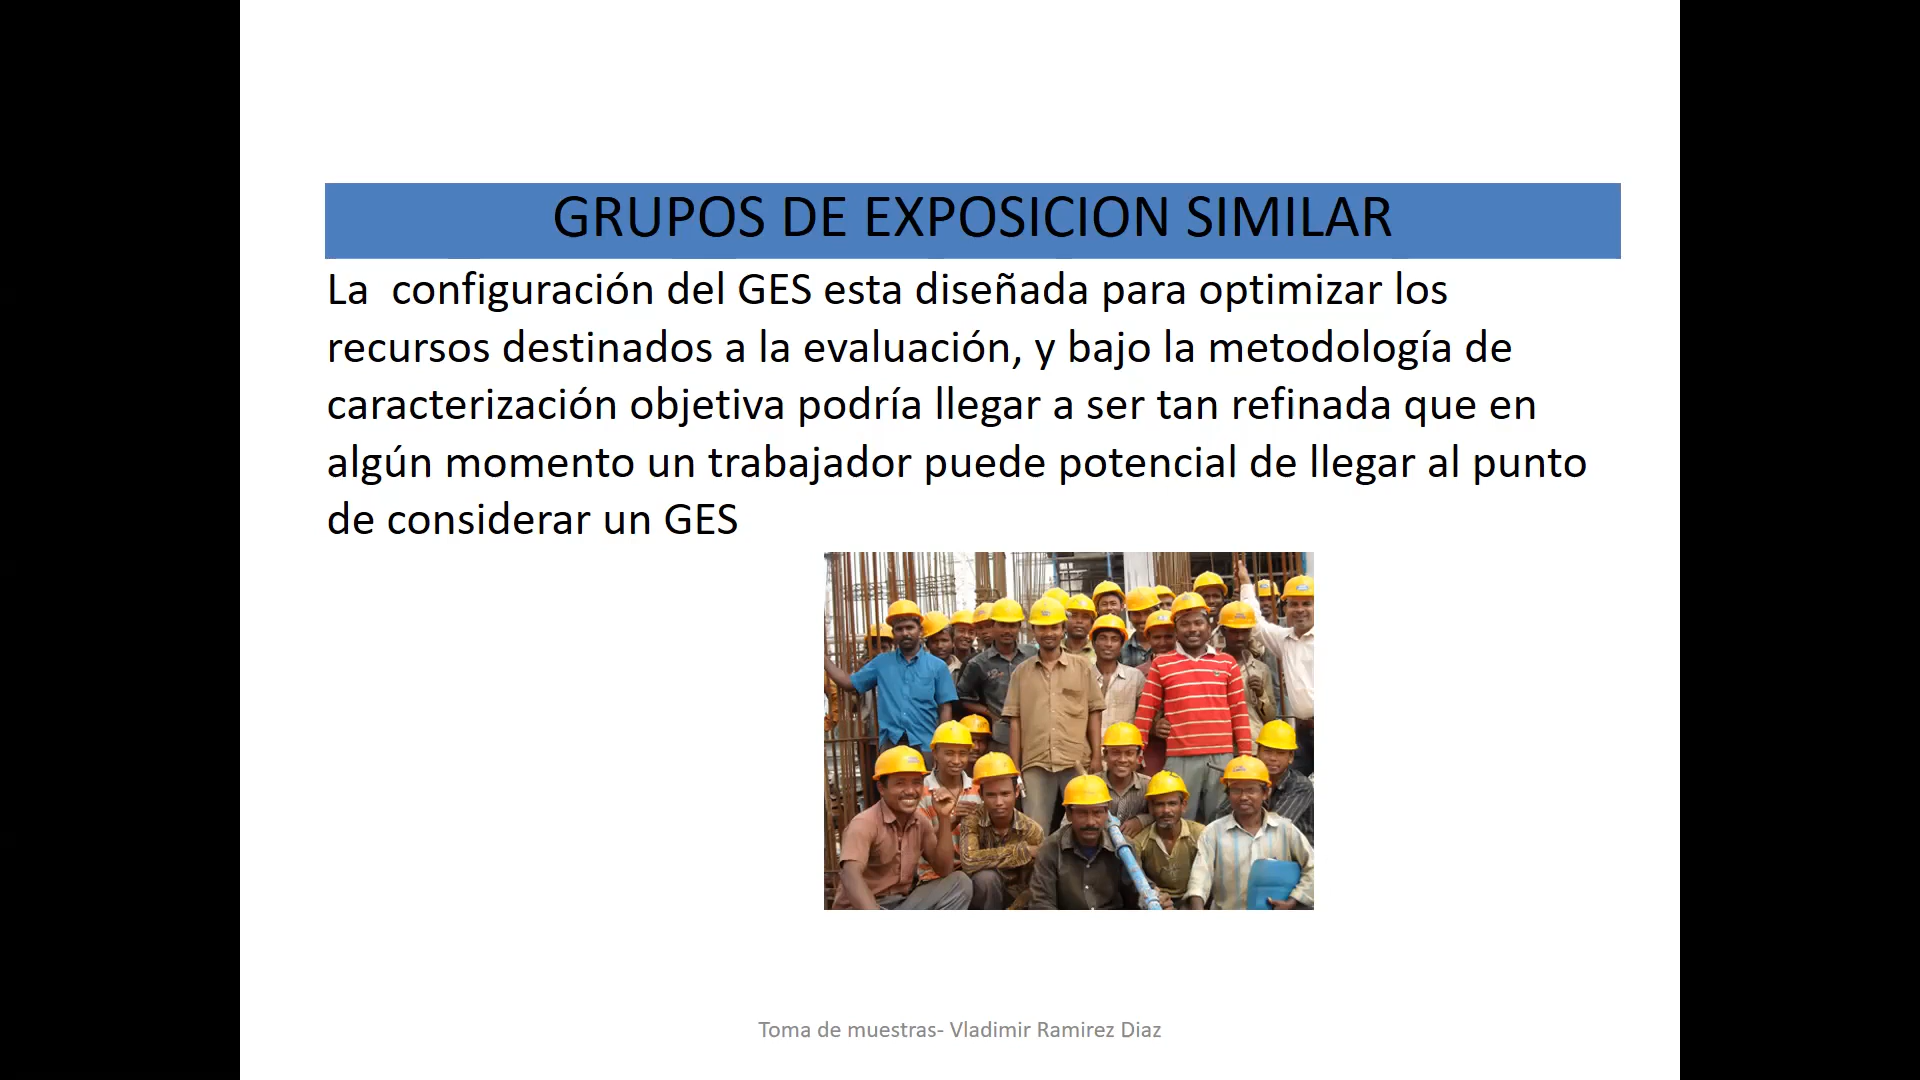 GRUPOS DE EXPOSICION SIMILAR
La  configuración del GES esta diseñada para optimizar los
recursos destinados a la evaluación, y bajo la metodología de
caracterización objetiva podría llegar a ser tan refinada que en
algún momento un trabajador puede potencial de llegar al punto
de considerar un GES
Toma de muestras- Vladimir Ramirez Diaz